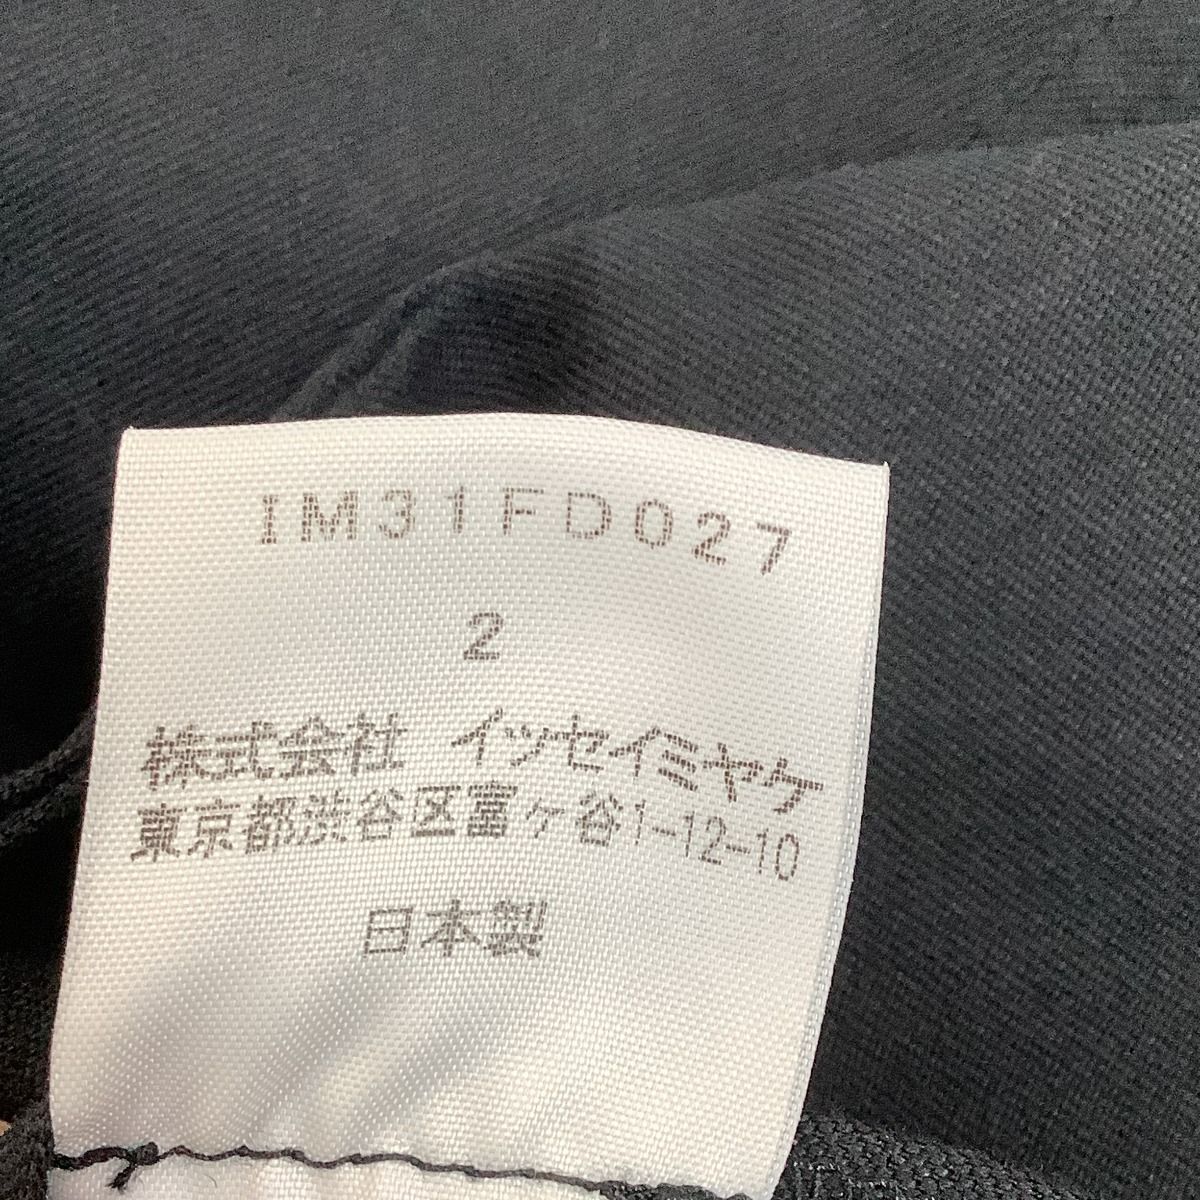 IM31FD027
2
株式会社 イッセイミヤケ
東京都渋谷区富ヶ谷1-12-10
日本製